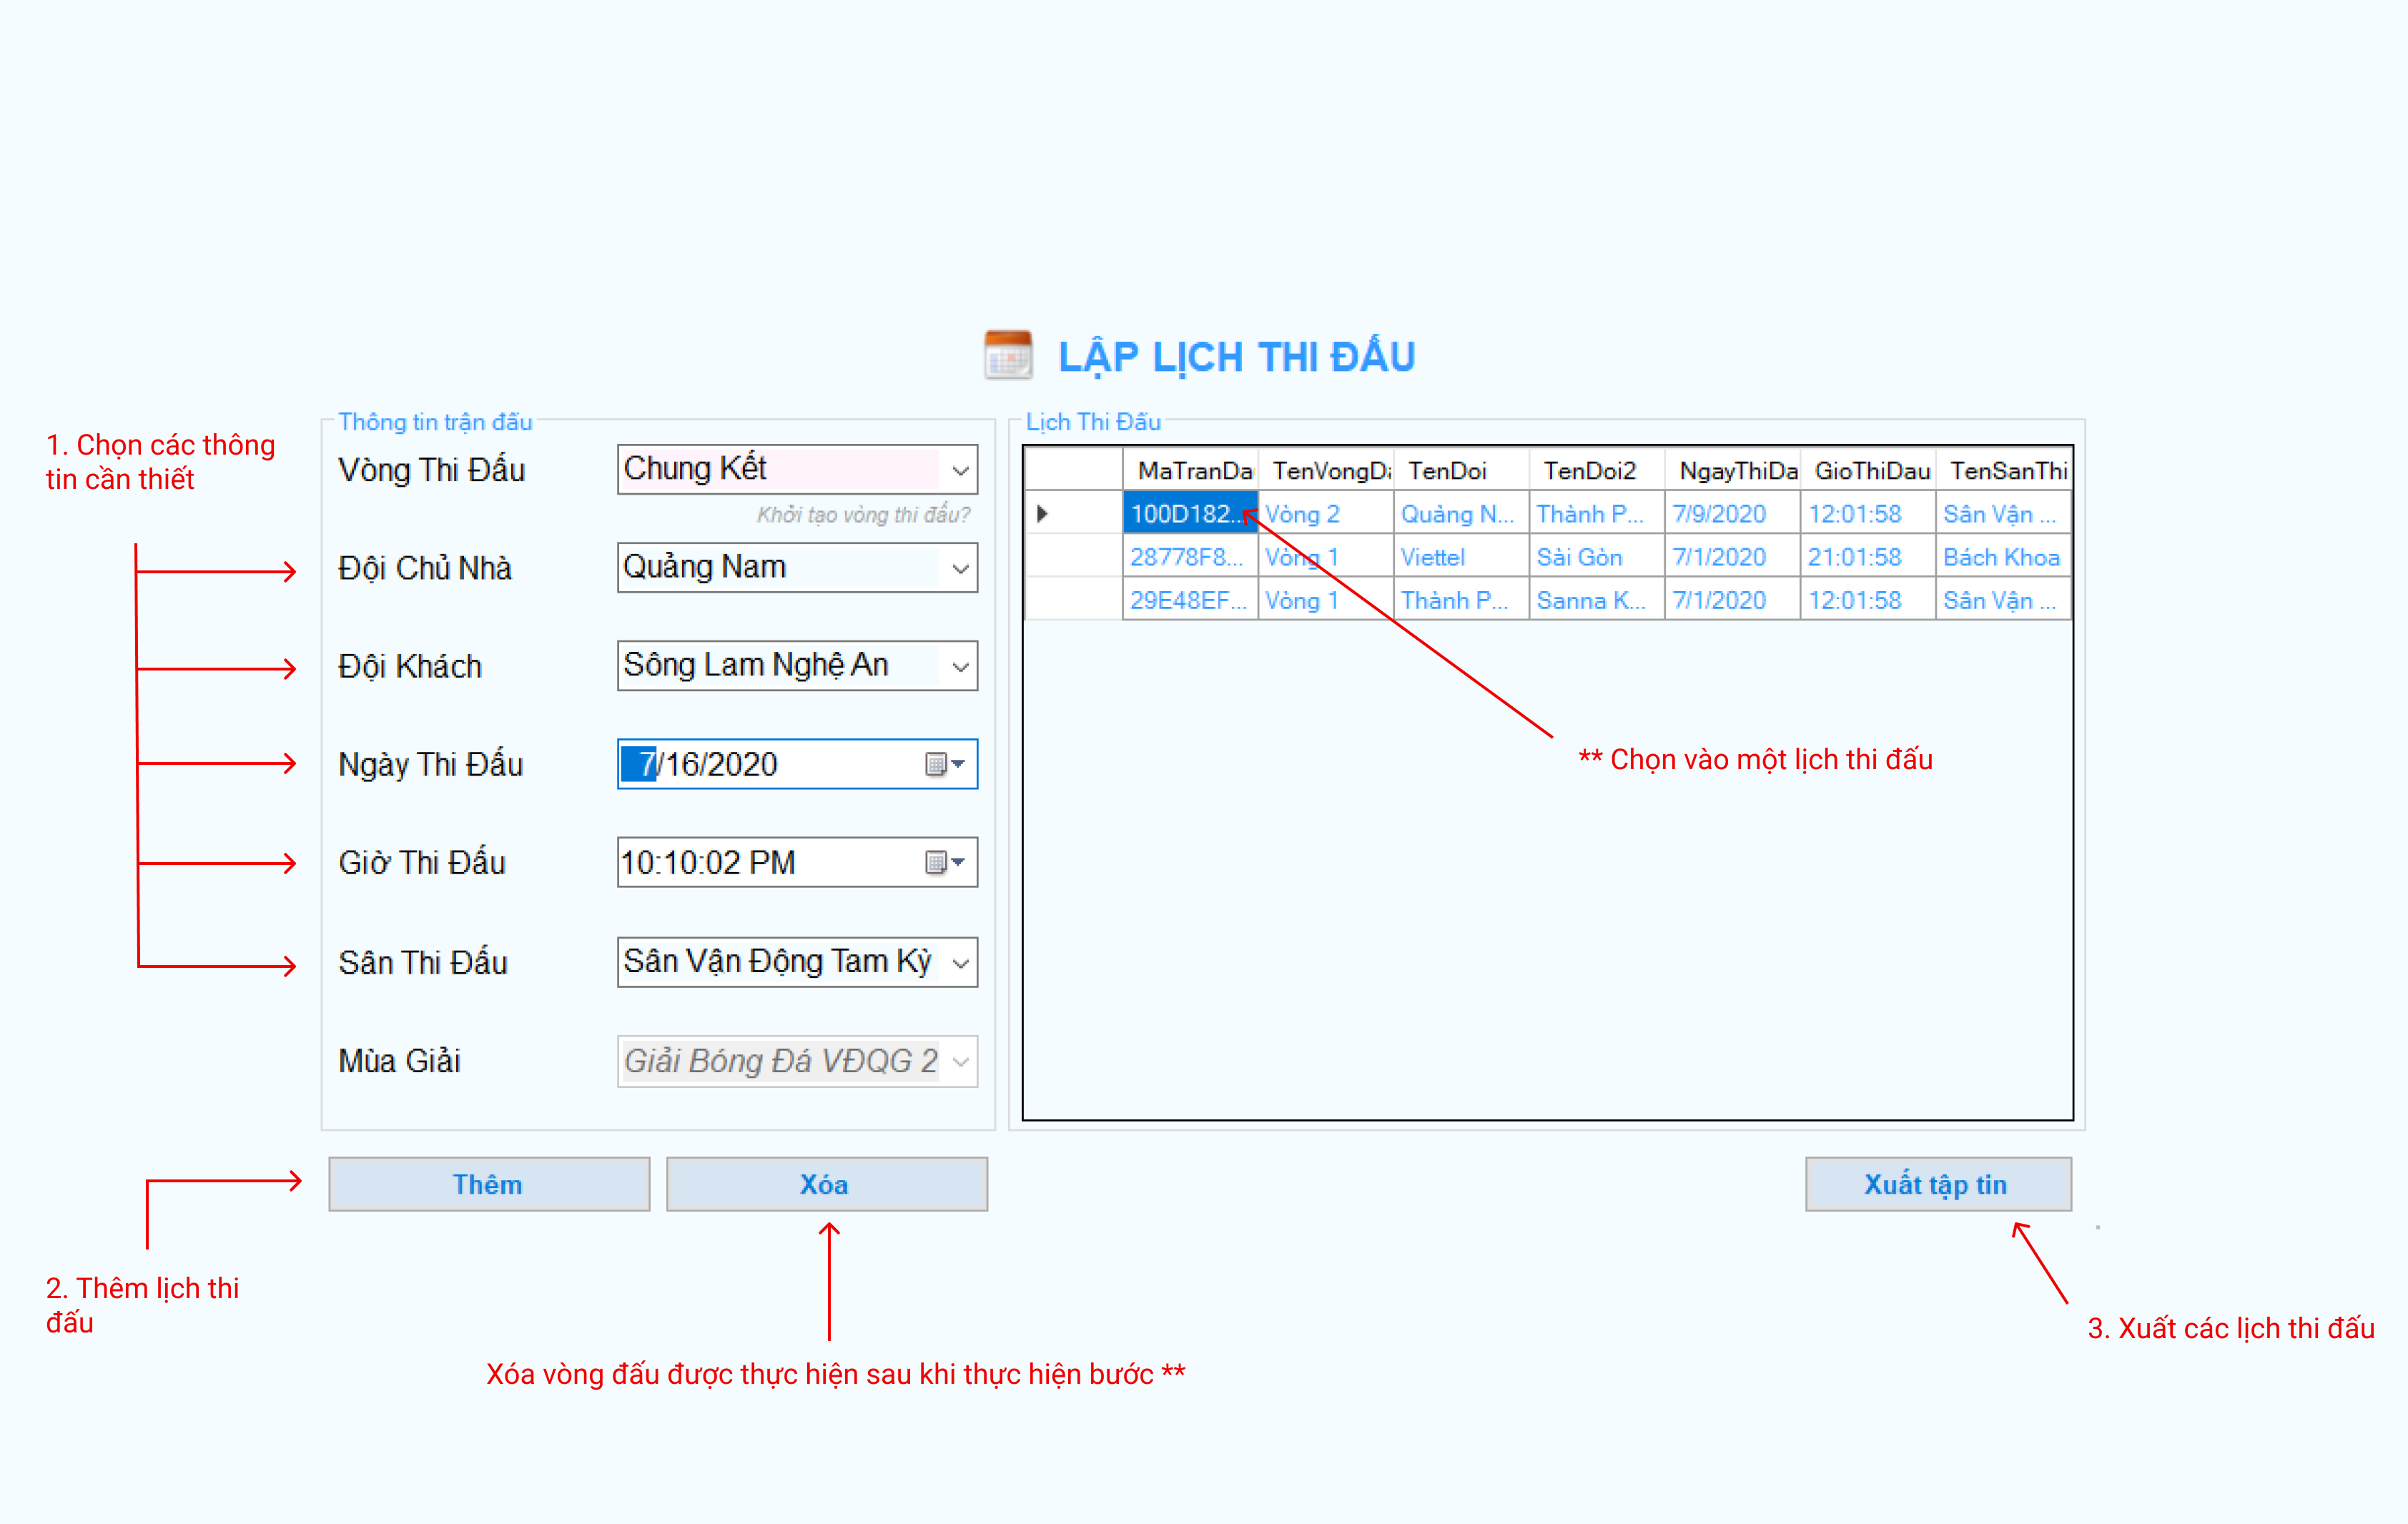 LẬP LỊCH THI ĐẤU
1. Chọn các thông
tin cần thiết
Thông tin trận đấu
Vòng Thi Đấu
Chung Kết
Khởi tạo vòng thi đấu?
Đội Chủ Nhà
Quảng Nam
Đội Khách
Sông Lam Nghệ An
Ngày Thi Đấu
7/16/2020
Giờ Thi Đấu
10:10:02 PM
Sân Thi Đấu
Sân Vận Động Tam Kỳ
Mùa Giải
Giải Bóng Đá VĐQG 2
Lịch Thi Đấu
MaTranDa TenVongDa TenDoi TenDoi2 NgayThiDa GioThiDau TenSanThi
100D182... Vòng 2 Quảng N... Thành P... 7/9/2020 12:01:58 Sân Vận ...
28778F8... Vòng 1 Viettel Sài Gòn 7/1/2020 21:01:58 Bách Khoa
29E48EF... Vòng 1 Thành P... Sanna K... 7/1/2020 12:01:58 Sân Vận ...
** Chọn vào một lịch thi đấu
Thêm
Xóa
Xuất tập tin
2. Thêm lịch thi
đấu
Xóa vòng đấu được thực hiện sau khi thực hiện bước **
3. Xuất các lịch thi đấu